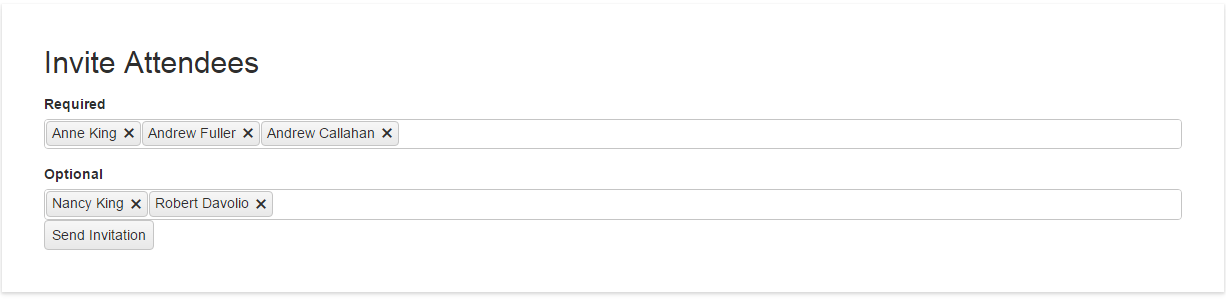 Invite Attendees
Required
Anne King Andrew Fuller Andrew Callahan
Optional
Nancy King Robert Davolio
Send Invitation